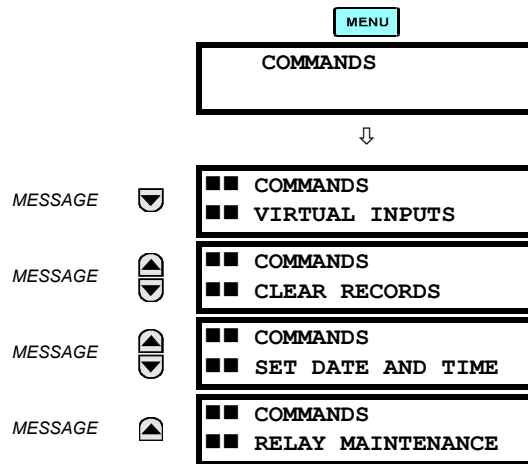 MENU
COMMANDS
MESSAGE
■■ COMMANDS
■■ VIRTUAL INPUTS
MESSAGE
■■ COMMANDS
■■ CLEAR RECORDS
MESSAGE
■■ COMMANDS
■■ SET DATE AND TIME
MESSAGE
■■ COMMANDS
■■ RELAY MAINTENANCE